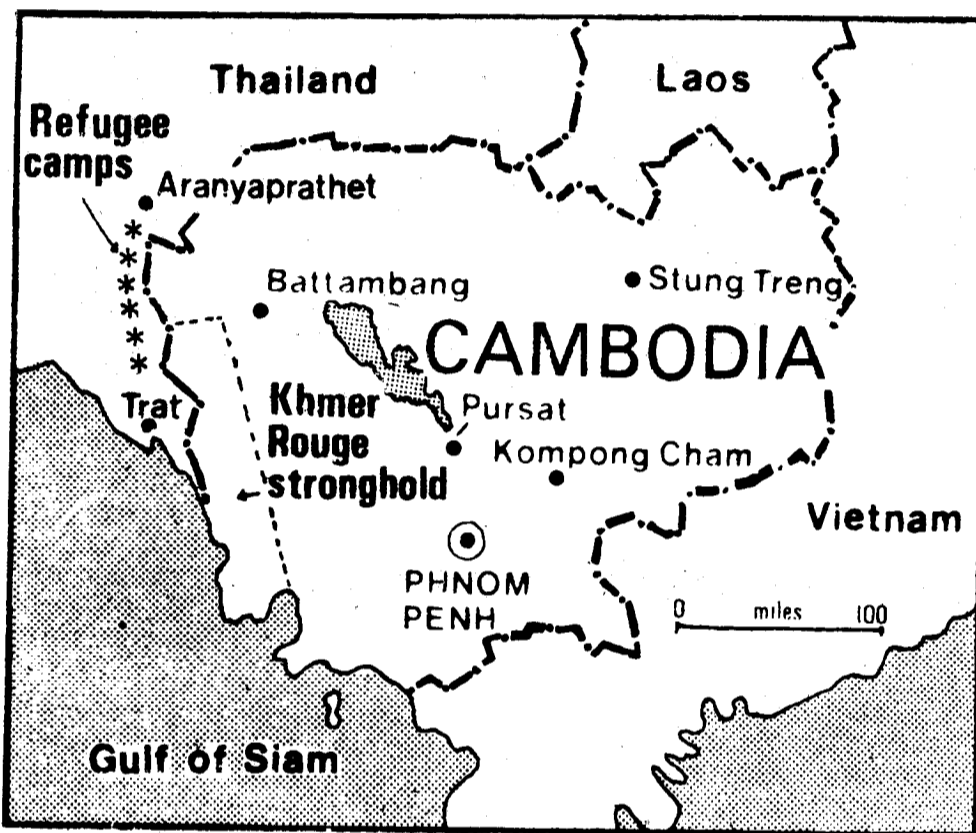 Thailand
Laos
Refugee
camps
Aranyaprathet
*
*
*
*
*
*
Battambang
Stung Treng
CAMBODIA
Trat
Khmer
Rouge
stronghold
Pursat
Kompong Cham
Vietnam
PHNOM
PENH
0 miles 100
Gulf of Siam